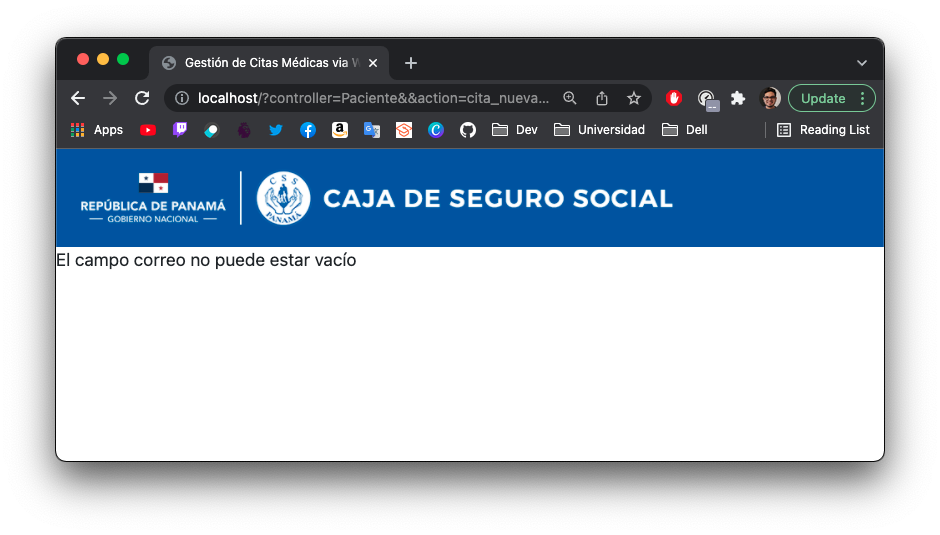 Gestión de Citas Médicas via W
localhost/?controller=Paciente&&action=cita_nueva...
Update
Apps
Dev
Universidad
Dell
Reading List
REPÚBLICA DE PANAMÁ
GOBIERNO NACIONAL
C S S
PANAMÁ
CAJA DE SEGURO SOCIAL
El campo correo no puede estar vacío